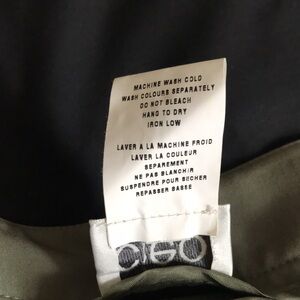 MACHINE WASH COLD
WASH COLOURS SEPARATELY
DO NOT BLEACH
HANG TO DRY
IRON LOW
LAVER A LA MACHINE FROID
LAVER LA COULEUR
SEPAREMENT
NE PAS BLANCHIR
SUSPENDRE POUR SECHER
REPASSER BASSE